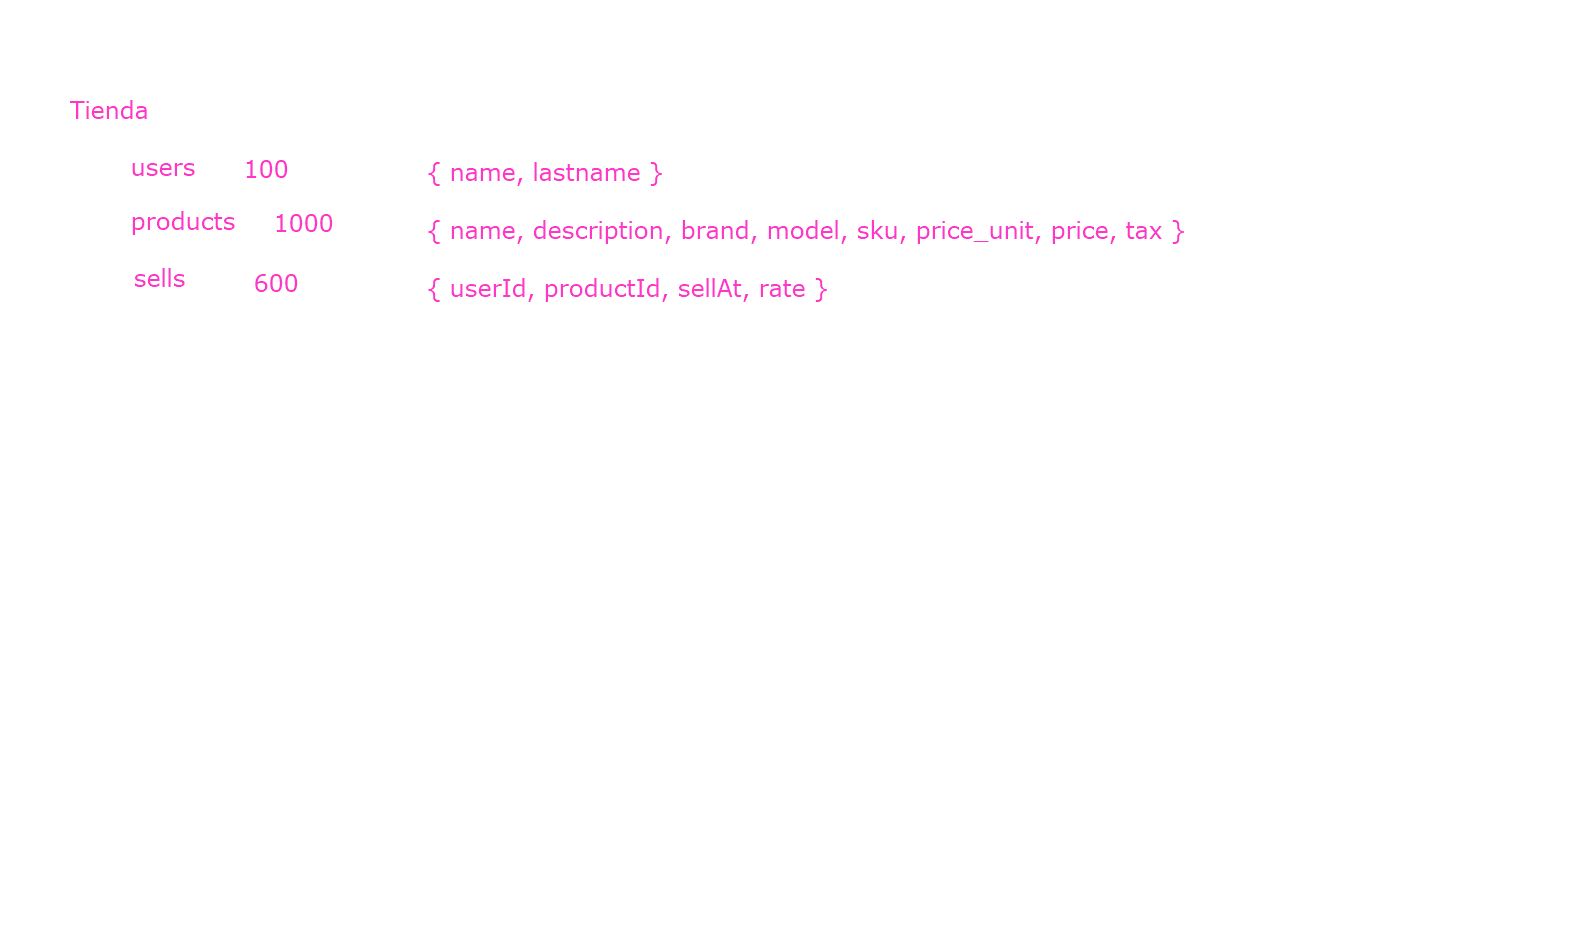 Tienda
users 100 { name, lastname }
products 1000 { name, description, brand, model, sku, price_unit, price, tax }
sells 600 { userId, productId, sellAt, rate }